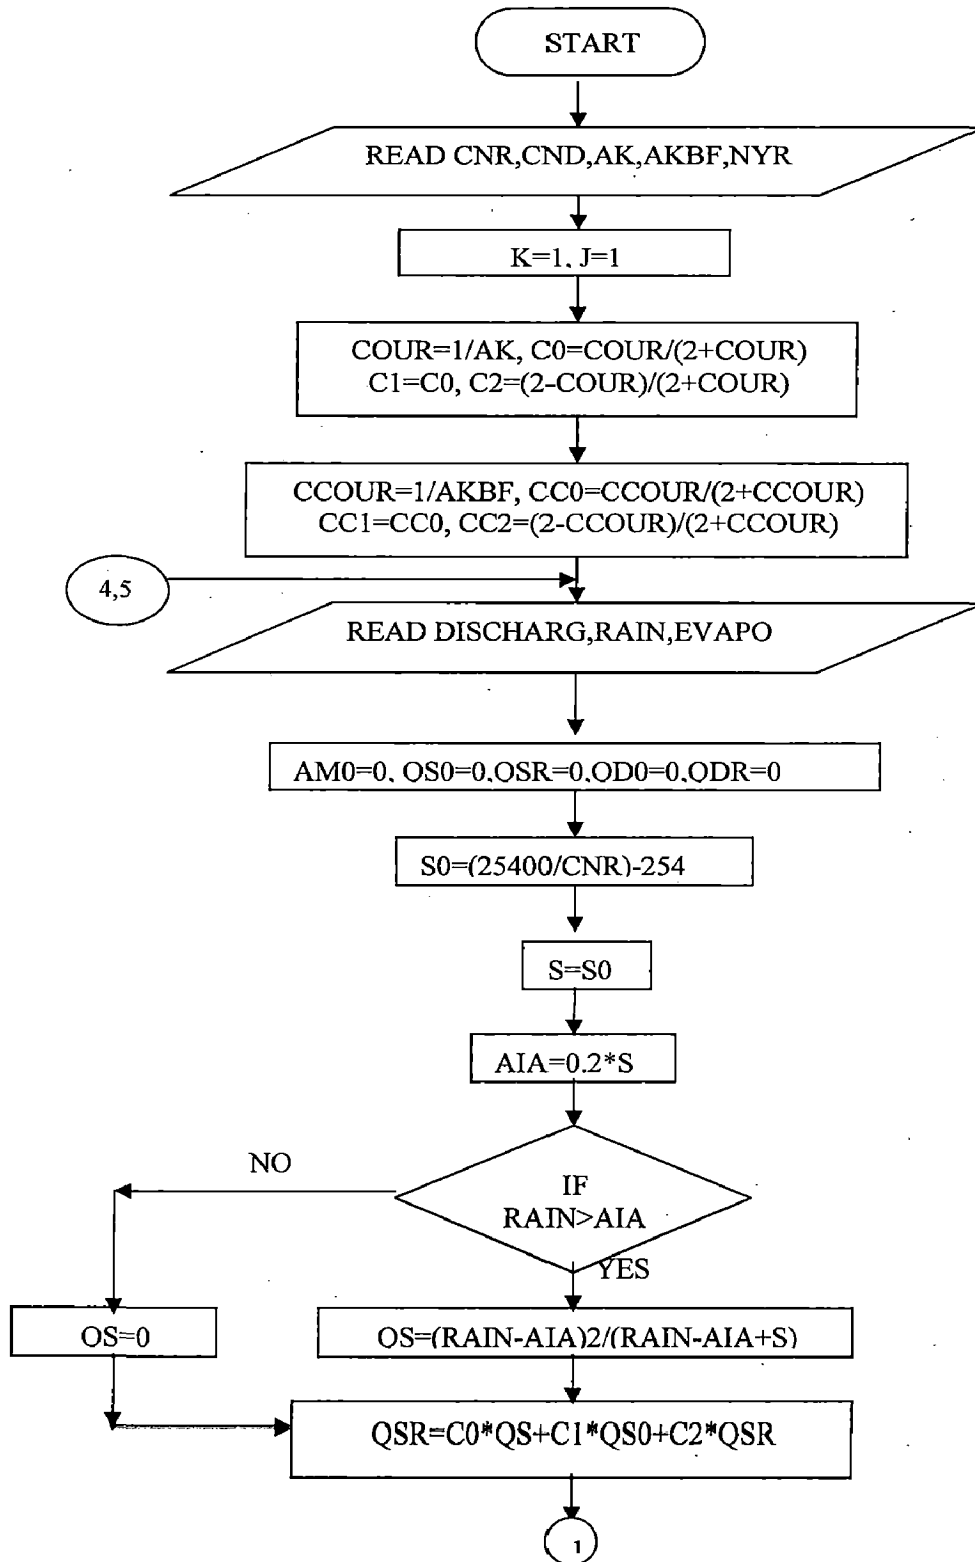 START
READ CNR,CND,AK,AKBF,NYR
K=1, J=1
COUR=1/AK, C0=COUR/(2+COUR)
C1=C0, C2=(2-COUR)/(2+COUR)
CCOUR=1/AKBF, CC0=CCOUR/(2+CCOUR)
CC1=CC0, CC2=(2-CCOUR)/(2+CCOUR)
4,5
READ DISCHARG,RAIN,EVAPO
AM0=0, QS0=0,QSR=0,QD0=0,QDR=0
S0=(25400/CNR)-254
S=S0
AIA=0.2*S
NO
IF
RAIN>AIA
YES
QS=0
QS=(RAIN-AIA)2/(RAIN-AIA+S)
QSR=C0*QS+C1*QS0+C2*QSR
1